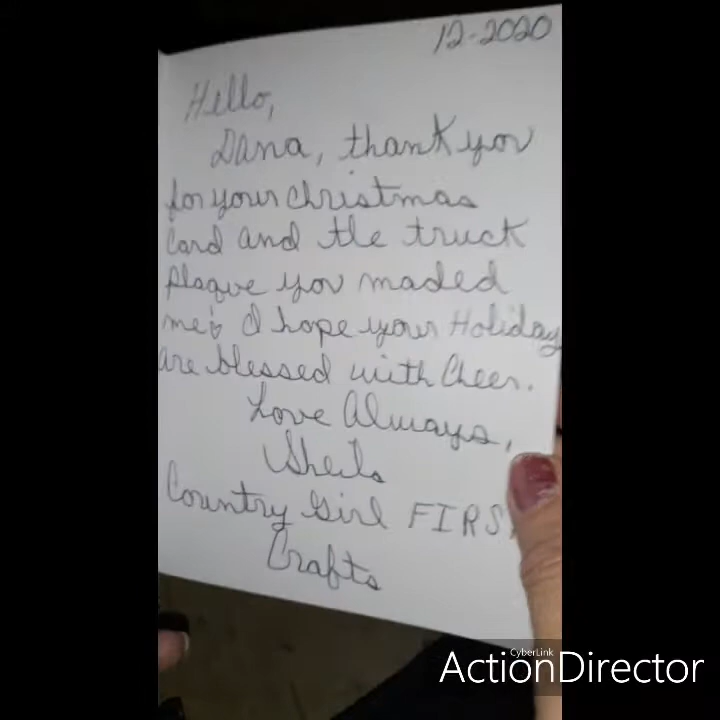 12-2020
Hello,
Dana, thank you
for your christmas
Card and the truck
plaque you maded
me! I hope your Holiday
are blessed with Cheer.
Love Always,
Sheila
Country Girl FIRST
Crafts
CyberLink
ActionDirector